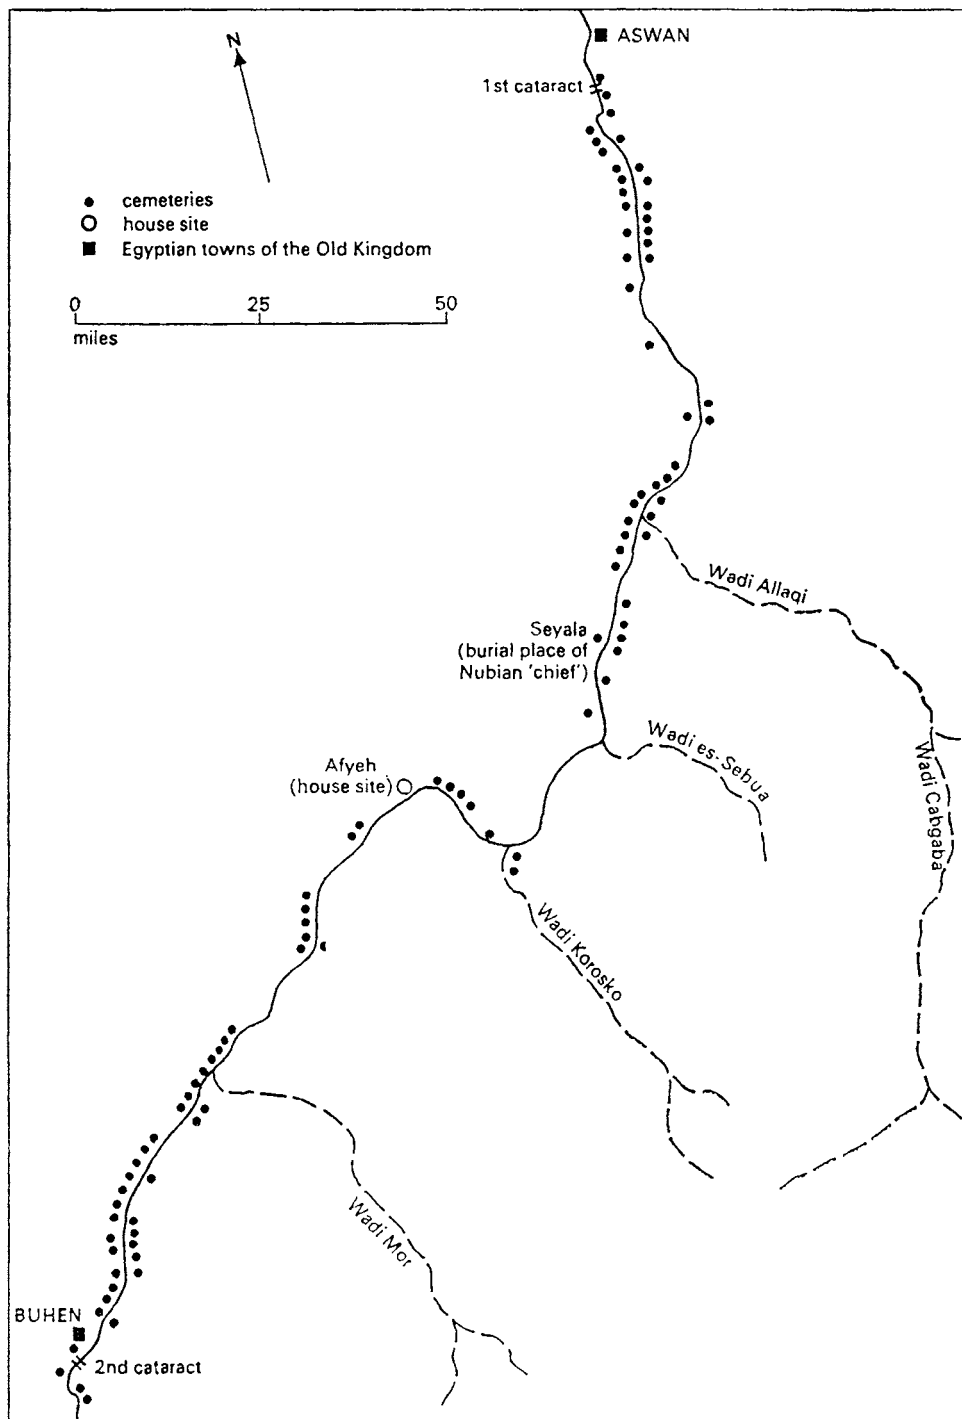 ASWAN
1st cataract
N
cemeteries
house site
Egyptian towns of the Old Kingdom
0 25 50
miles
Wadi Allaqi
Seyala
(burial place of
Nubian 'chief')
Wadi es-Sebua
Wadi Cabgaba
Afyeh
(house site)
Wadi Korosko
Wadi Mor
BUHEN
2nd cataract